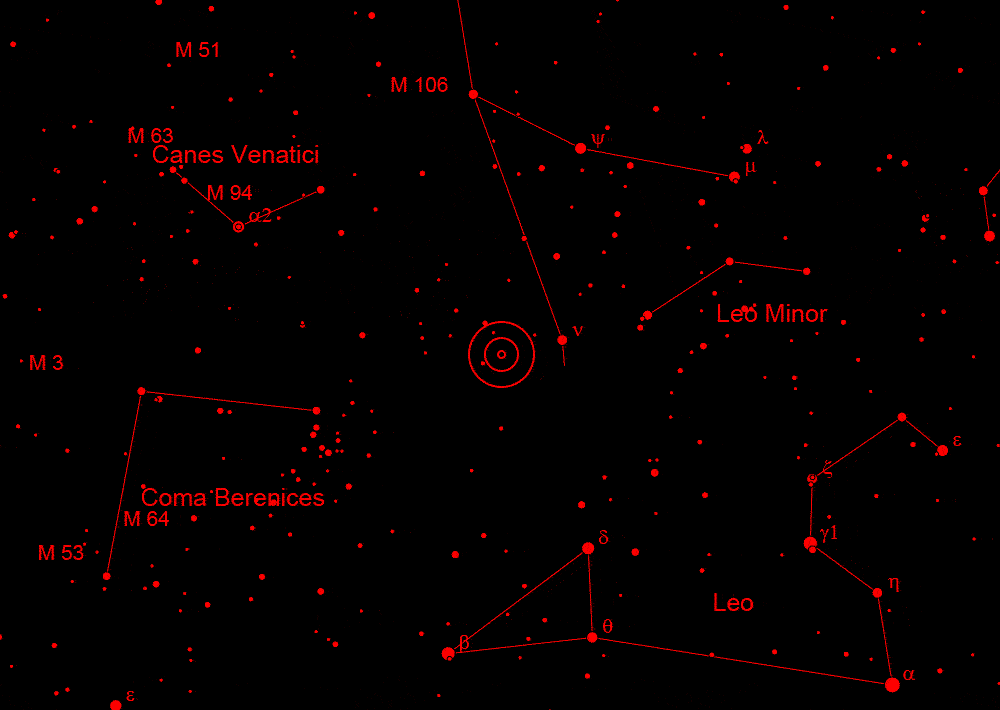 M 51
M 106
M 63
ψ
λ
Canes Venatici
μ
M 94
α2
Leo Minor
ν
M 3
ε
ζ
Coma Berenices
M 64
γ1
δ
M 53
η
Leo
θ
β
α
ε